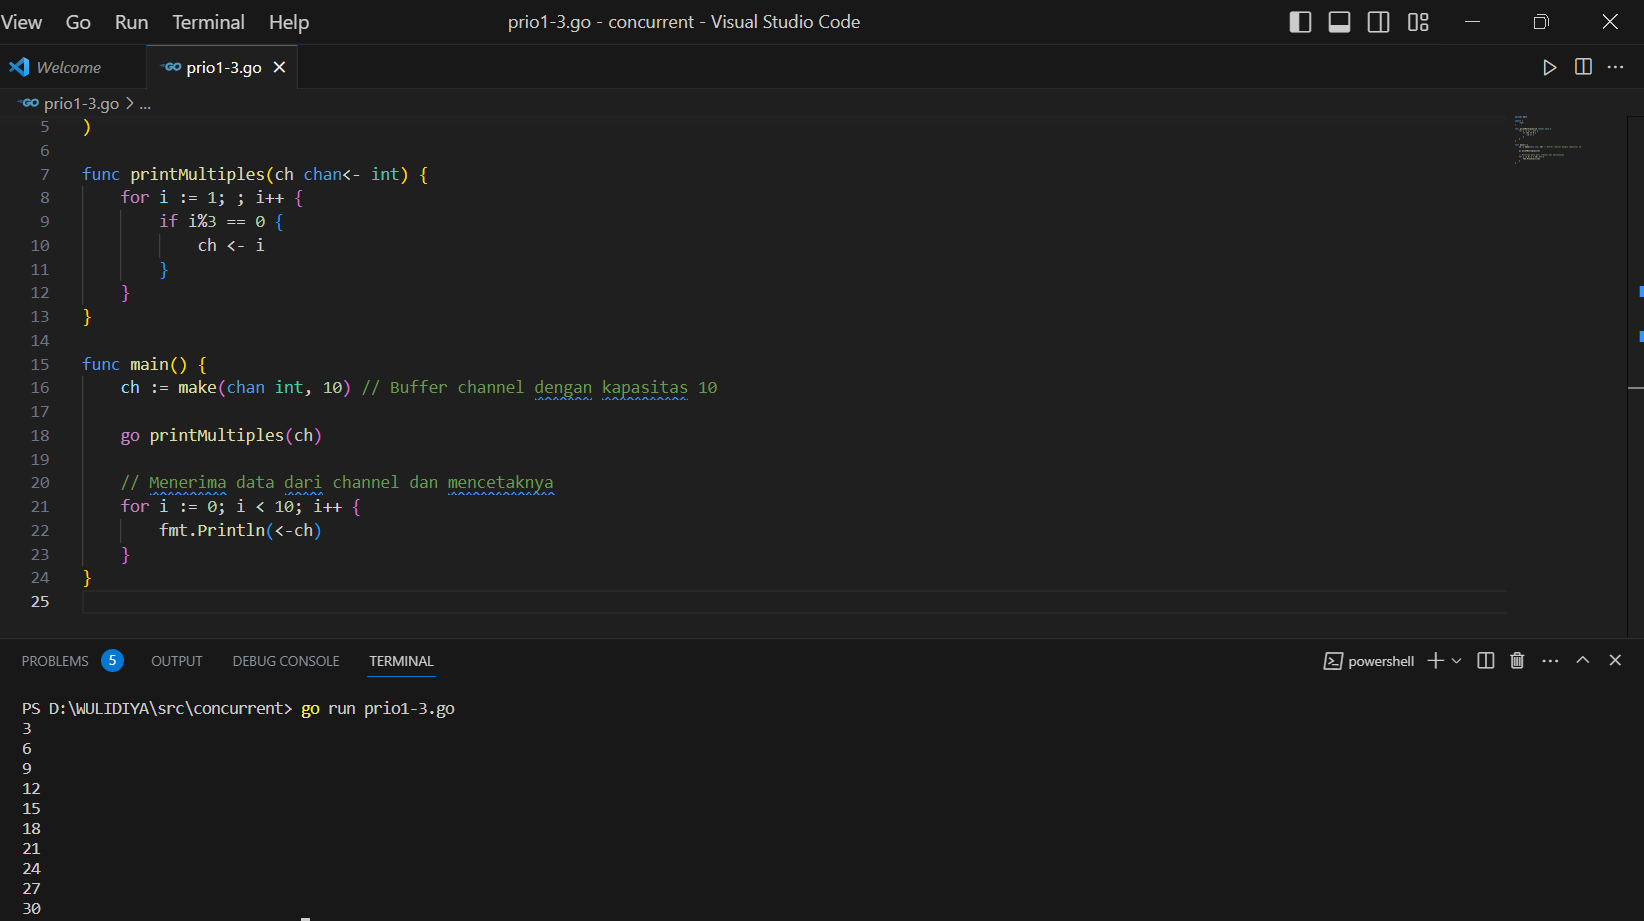 View Go Run Terminal Help prio1-3.go - concurrent - Visual Studio Code
Welcome GO prio1-3.go
GO prio1-3.go > ...
5 )
6
7 func printMultiples(ch chan<- int) {
8 for i := 1; ; i++ {
9 if i%3 == 0 {
10 ch <- i
11 }
12 }
13 }
14
15 func main() {
16 ch := make(chan int, 10) // Buffer channel dengan kapasitas 10
17
18 go printMultiples(ch)
19
20 // Menerima data dari channel dan mencetaknya
21 for i := 0; i < 10; i++ {
22 fmt.Println(<-ch)
23 }
24 }
25
PROBLEMS 5 OUTPUT DEBUG CONSOLE TERMINAL powershell
PS D:\WULIDIYA\src\concurrent> go run prio1-3.go
3
6
9
12
15
18
21
24
27
30